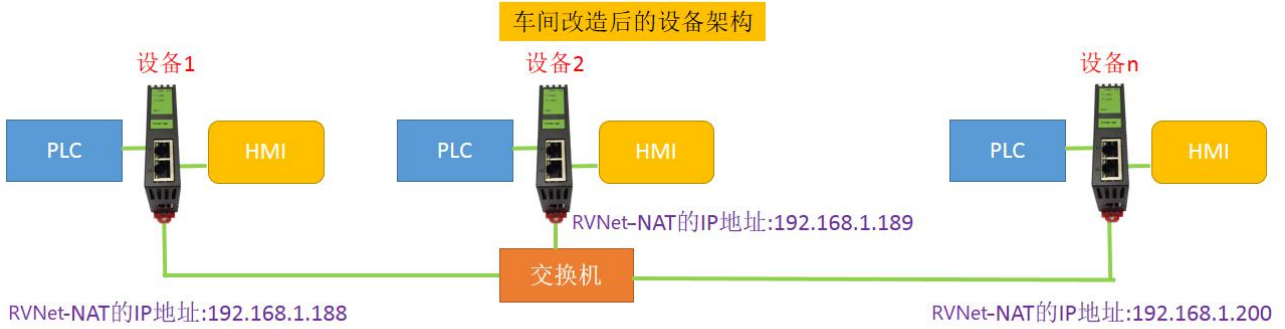 车间改造后的设备架构
设备1
设备2
设备n
PLC
HMI
PLC
HMI
PLC
HMI
RVNet-NAT的IP地址:192.168.1.189
交换机
RVNet-NAT的IP地址:192.168.1.188
RVNet-NAT的IP地址:192.168.1.200